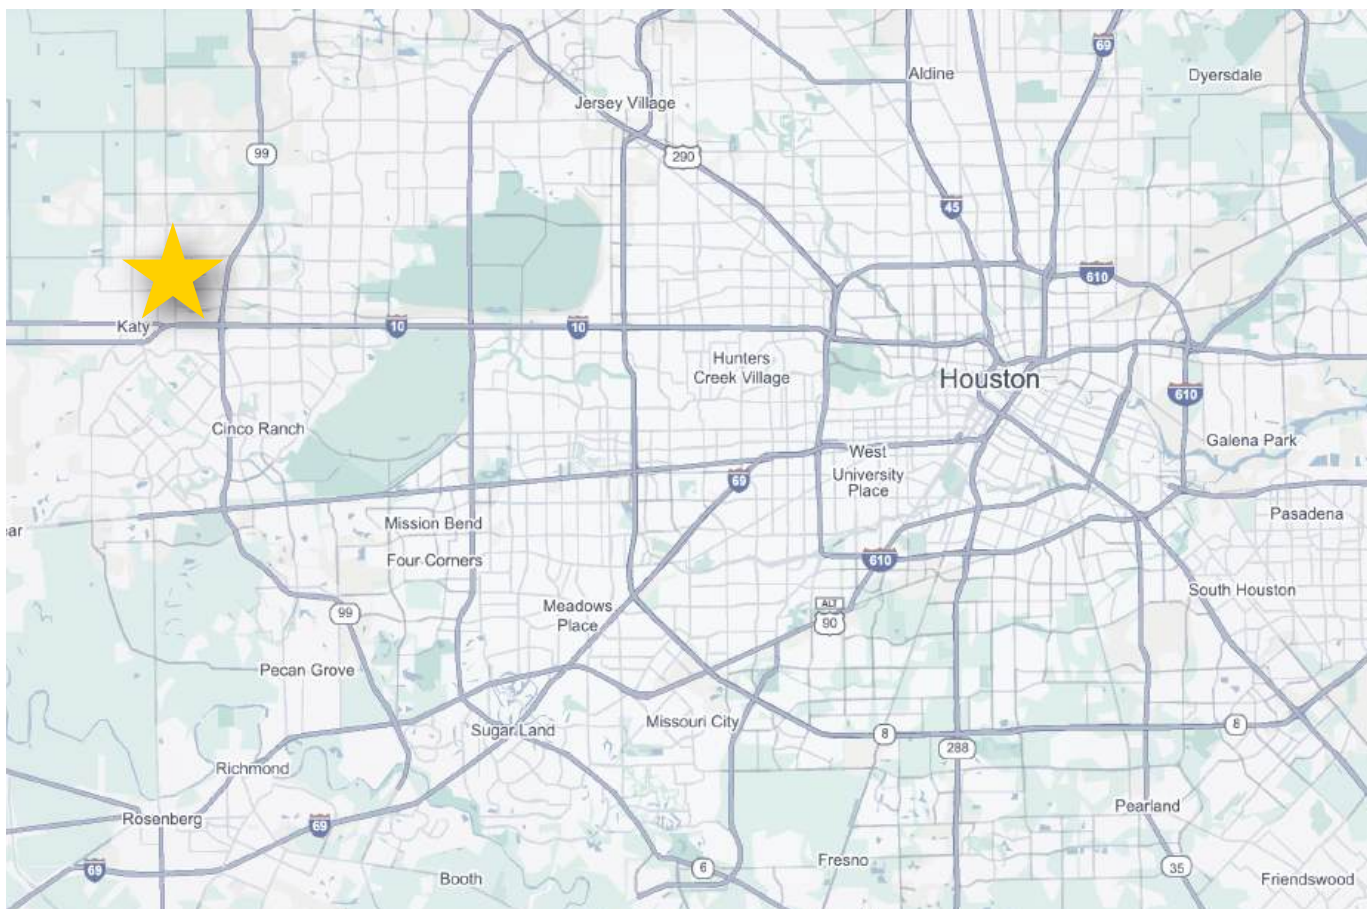 69
Aldine
Dyersdale
Jersey Village
99
290
45
610
Katy
10
10
Hunters
Creek Village
Houston
610
Cinco Ranch
West
University
Place
Galena Park
69
Mission Bend
ear
Pasadena
Four Corners
610
South Houston
Meadows
Place
ALT
90
99
Pecan Grove
Missouri City
Sugar Land
8
8
288
Richmond
Rosenberg
69
Pearland
69
Booth
6
Fresno
35
Friendswood